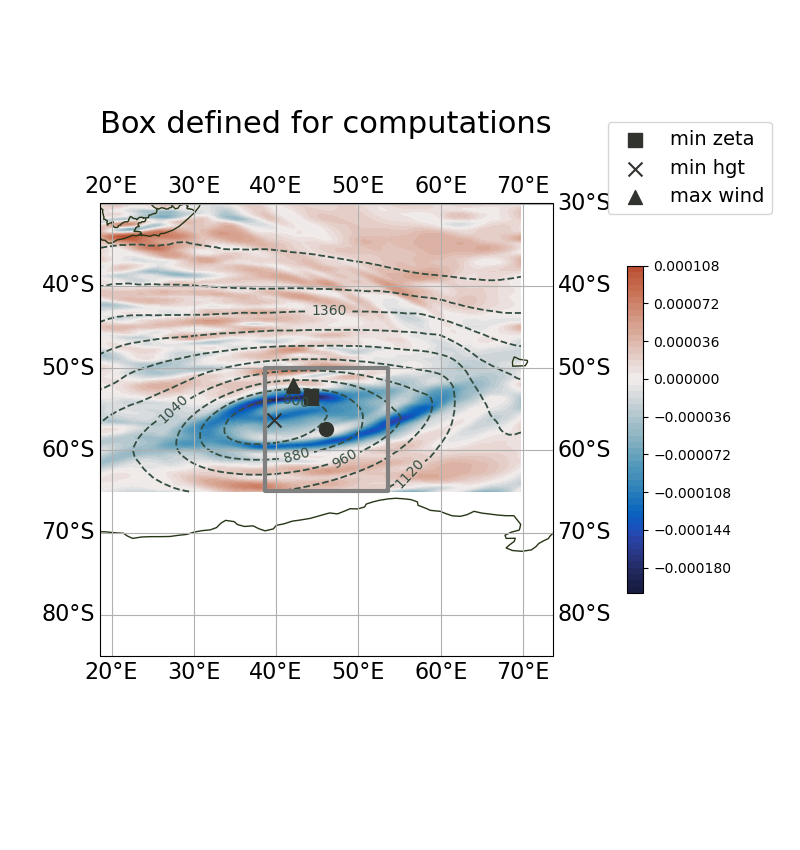 Box defined for computations
min zeta
min hgt
max wind
20°E 30°E 40°E 50°E 60°E 70°E
30°S
40°S 40°S
50°S 50°S
60°S 60°S
70°S 70°S
80°S 80°S
20°E 30°E 40°E 50°E 60°E 70°E
1360
1040
880
960
1120
0.000108
0.000072
0.000036
0.000000
−0.000036
−0.000072
−0.000108
−0.000144
−0.000180